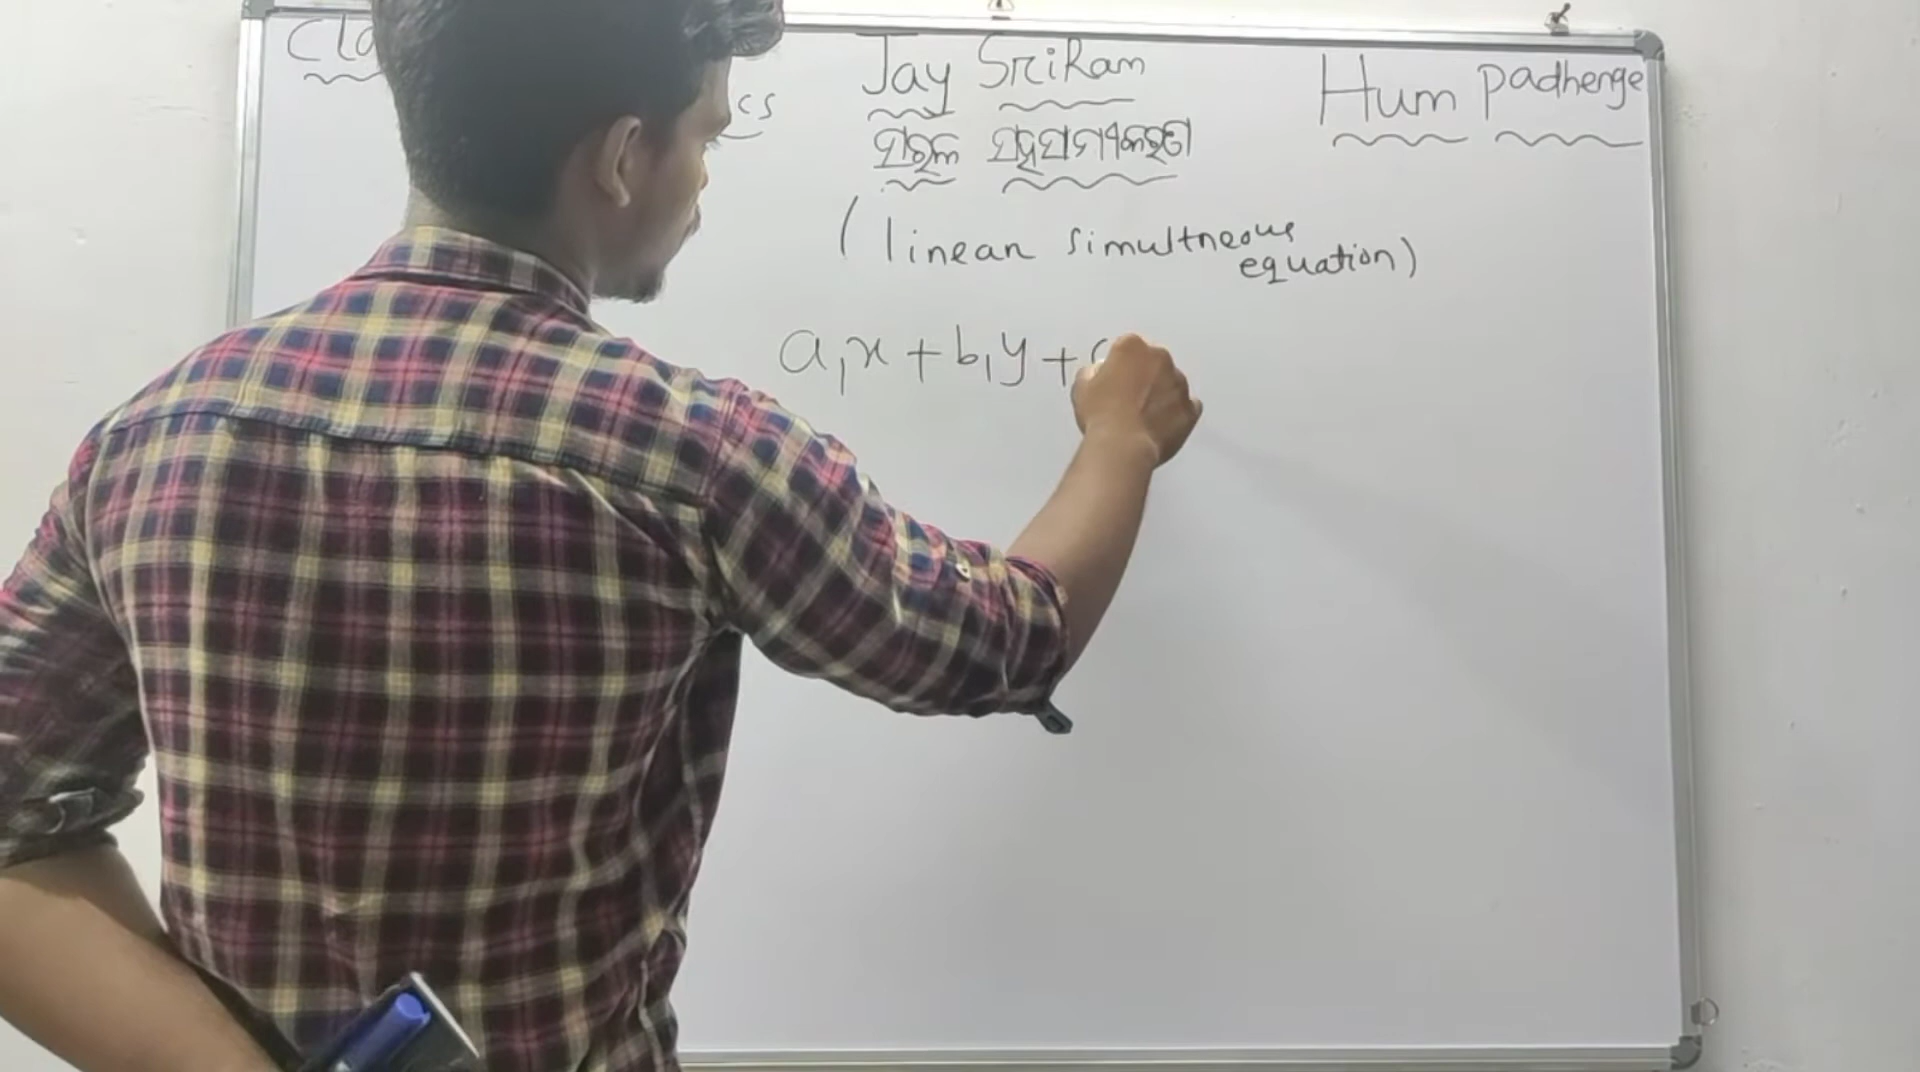 Jay SriRam
Hum padhenge
ସରଳ ସହସମୀକରଣ
( linear simultneous
equation)
a₁x + b₁y +